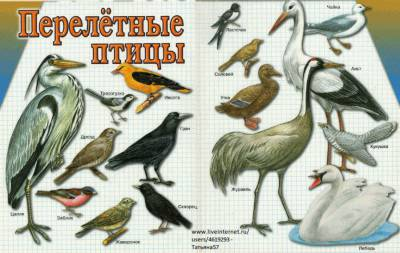 Перелётные
птицы
Ласточка
Чайка
Соловей
Трясогузка
Иволга
Аист
Утка
Грач
Дрозд
Кукушка
Журавль
Цапля
Зяблик
Скворец
Жаворонок
Лебедь
www.liveinternet.ru/
users/4619293-
Татьяна57